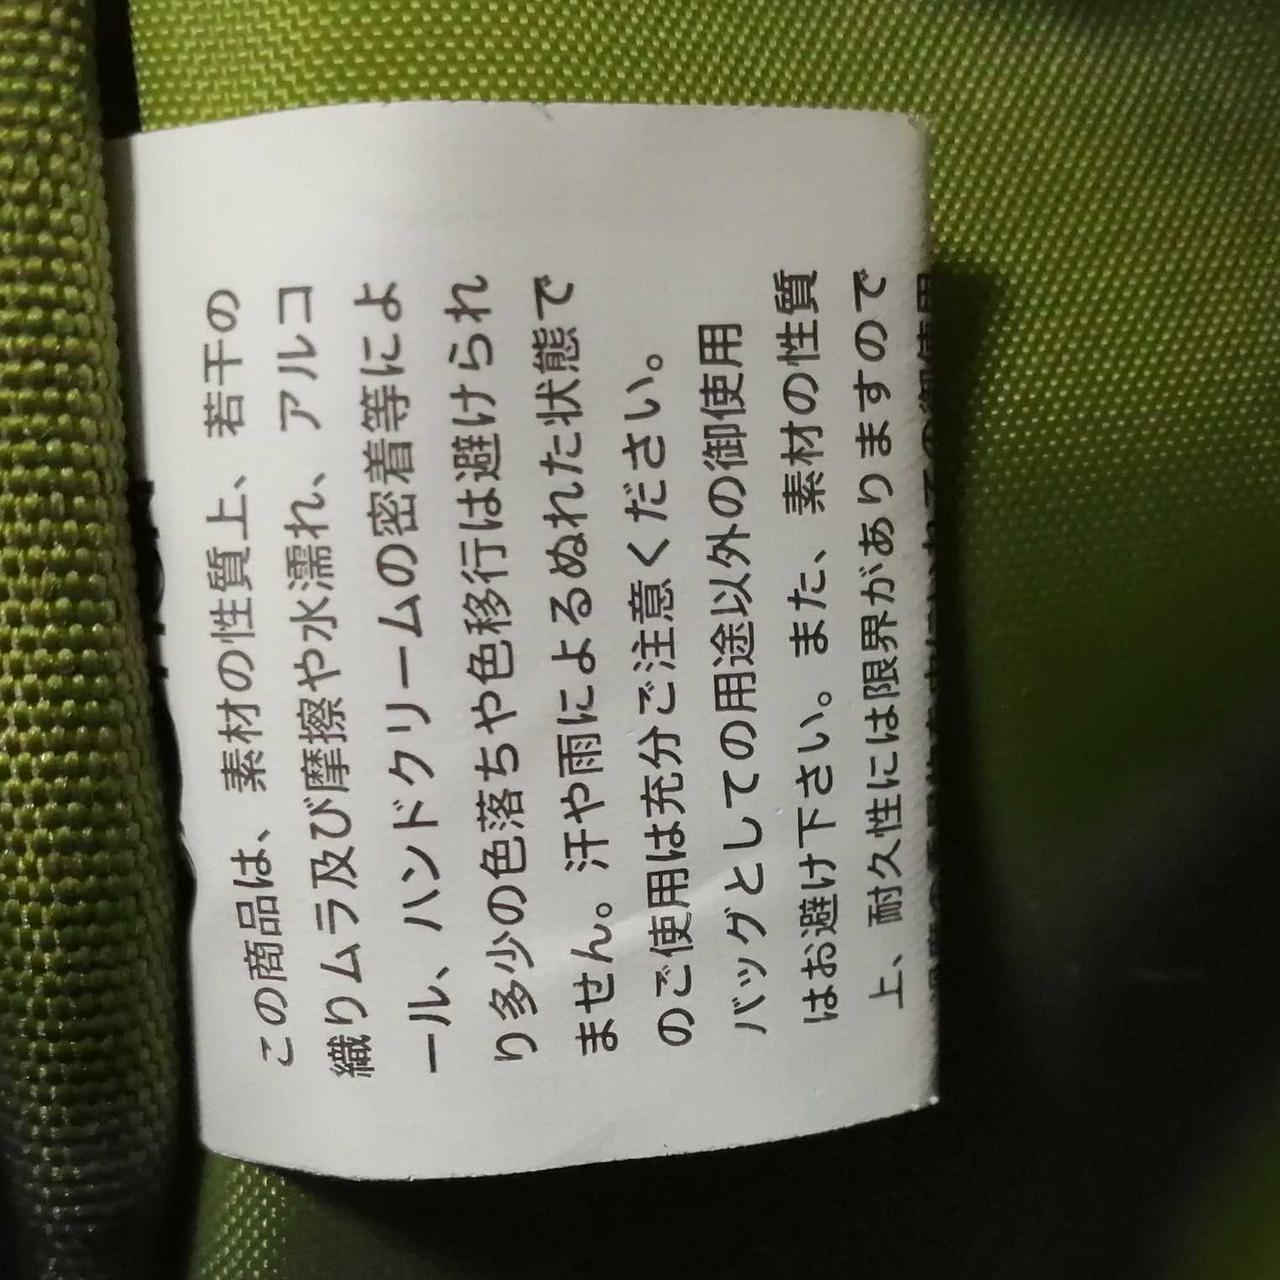 この商品は、素材の性質上、若干の
織りムラ及び摩擦や水濡れ、アルコ
ール、ハンドクリームの密着等によ
り多少の色落ちや色移行は避けられ
ません。汗や雨によるぬれた状態で
のご使用は充分ご注意ください。
バッグとしての用途以外の御使用
はお避け下さい。また、素材の性質
上、耐久性には限界がありますので